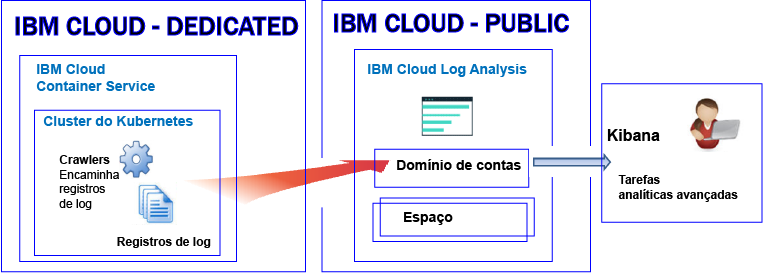 IBM CLOUD - DEDICATED
IBM Cloud
Container Service
Cluster do Kubernetes
Crawlers
Encaminha
registros
de log
Registros de log
IBM CLOUD - PUBLIC
IBM Cloud Log Analysis
Domínio de contas
Espaço
Kibana
Tarefas
analíticas avançadas